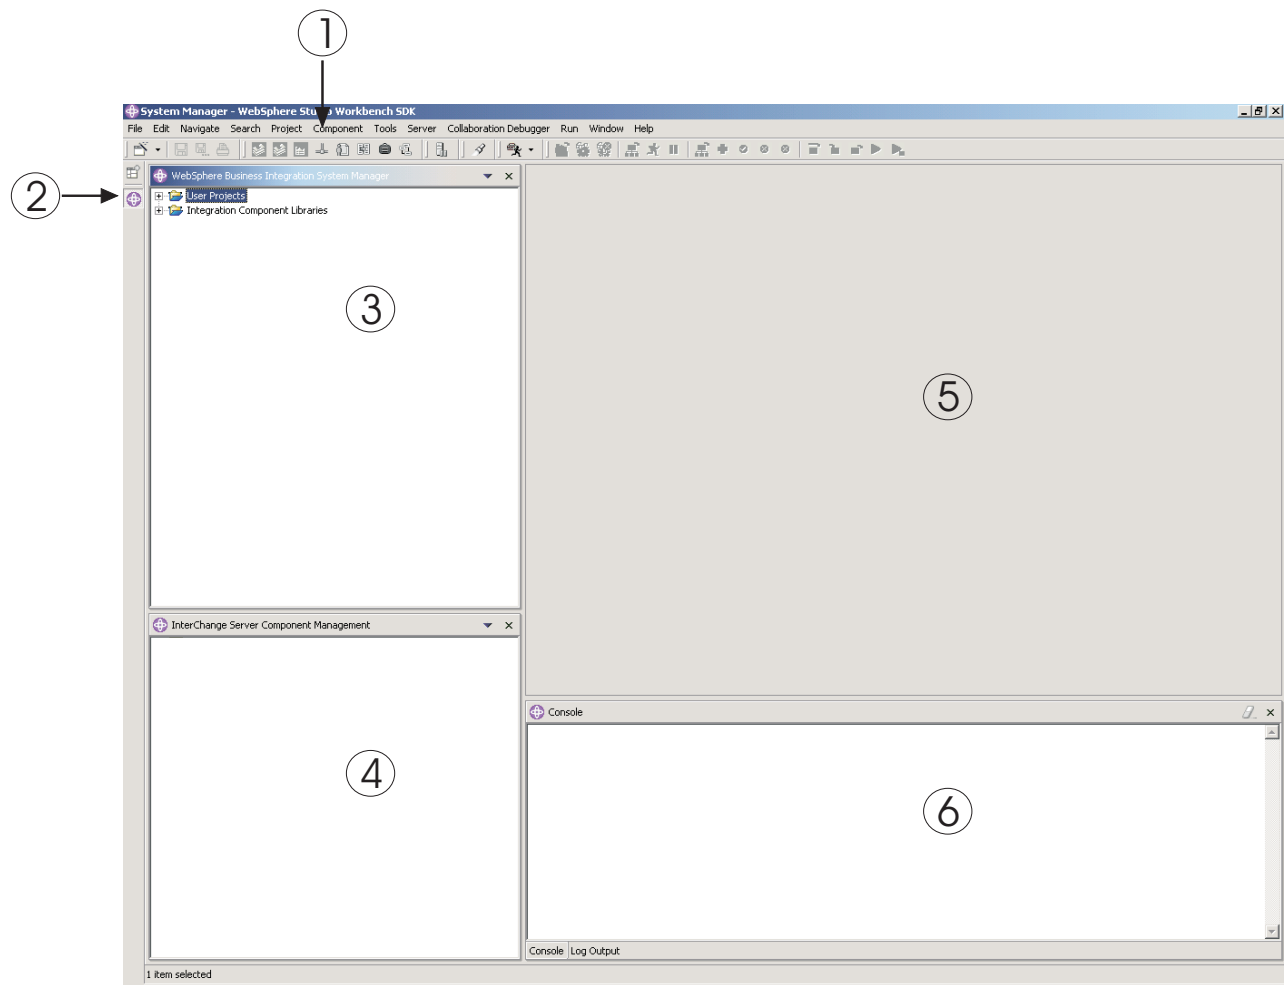 1
System Manager - WebSphere Studio Workbench SDK
File Edit Navigate Search Project Component Tools Server Collaboration Debugger Run Window Help
2
WebSphere Business Integration System Manager
User Projects
Integration Component Libraries
3
5
InterChange Server Component Management
4
Console
6
Console Log Output
1 item selected